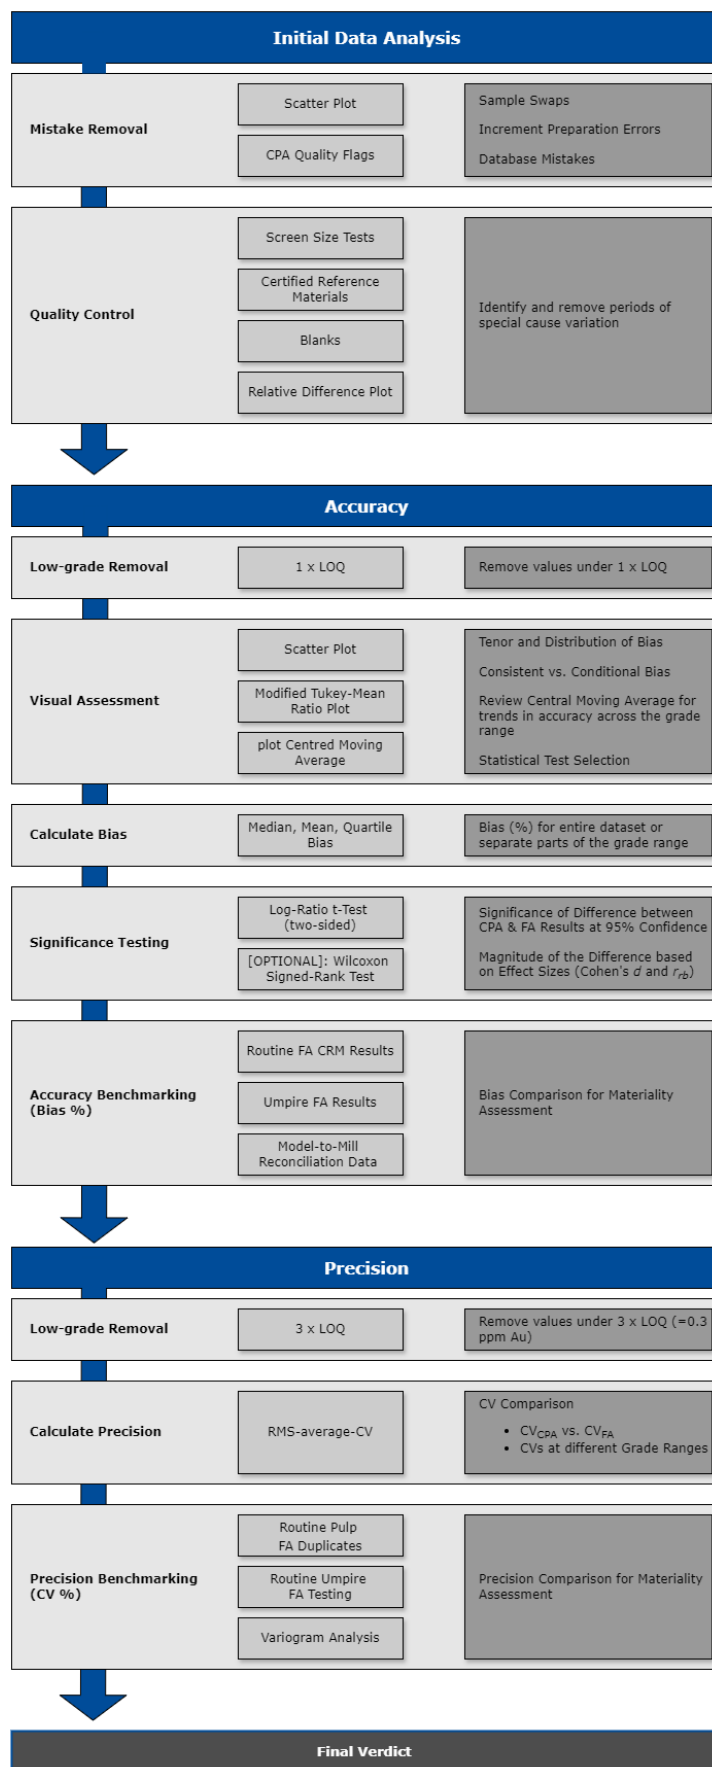 Initial Data Analysis
Mistake Removal
Scatter Plot
CPA Quality Flags
Sample Swaps
Increment Preparation Errors
Database Mistakes
Quality Control
Screen Size Tests
Certified Reference
Materials
Blanks
Relative Difference Plot
Identify and remove periods of
special cause variation
Accuracy
Low-grade Removal
1 x LOQ
Remove values under 1 x LOQ
Visual Assessment
Scatter Plot
Modified Tukey-Mean
Ratio Plot
plot Centred Moving
Average
Tenor and Distribution of Bias
Consistent vs. Conditional Bias
Review Central Moving Average for
trends in accuracy across the grade
range
Statistical Test Selection
Calculate Bias
Median, Mean, Quartile
Bias
Bias (%) for entire dataset or
separate parts of the grade range
Significance Testing
Log-Ratio t-Test
(two-sided)
[OPTIONAL]: Wilcoxon
Signed-Rank Test
Significance of Difference between
CPA & FA Results at 95% Confidence
Magnitude of the Difference based
on Effect Sizes (Cohen's d and rrb)
Accuracy Benchmarking
(Bias %)
Routine FA CRM Results
Umpire FA Results
Model-to-Mill
Reconciliation Data
Bias Comparison for Materiality
Assessment
Precision
Low-grade Removal
3 x LOQ
Remove values under 3 x LOQ (=0.3
ppm Au)
Calculate Precision
RMS-average-CV
CV Comparison
• CVCPA vs. CVFA
• CVs at different Grade Ranges
Precision Benchmarking
(CV %)
Routine Pulp
FA Duplicates
Routine Umpire
FA Testing
Variogram Analysis
Precision Comparison for Materiality
Assessment
Final Verdict